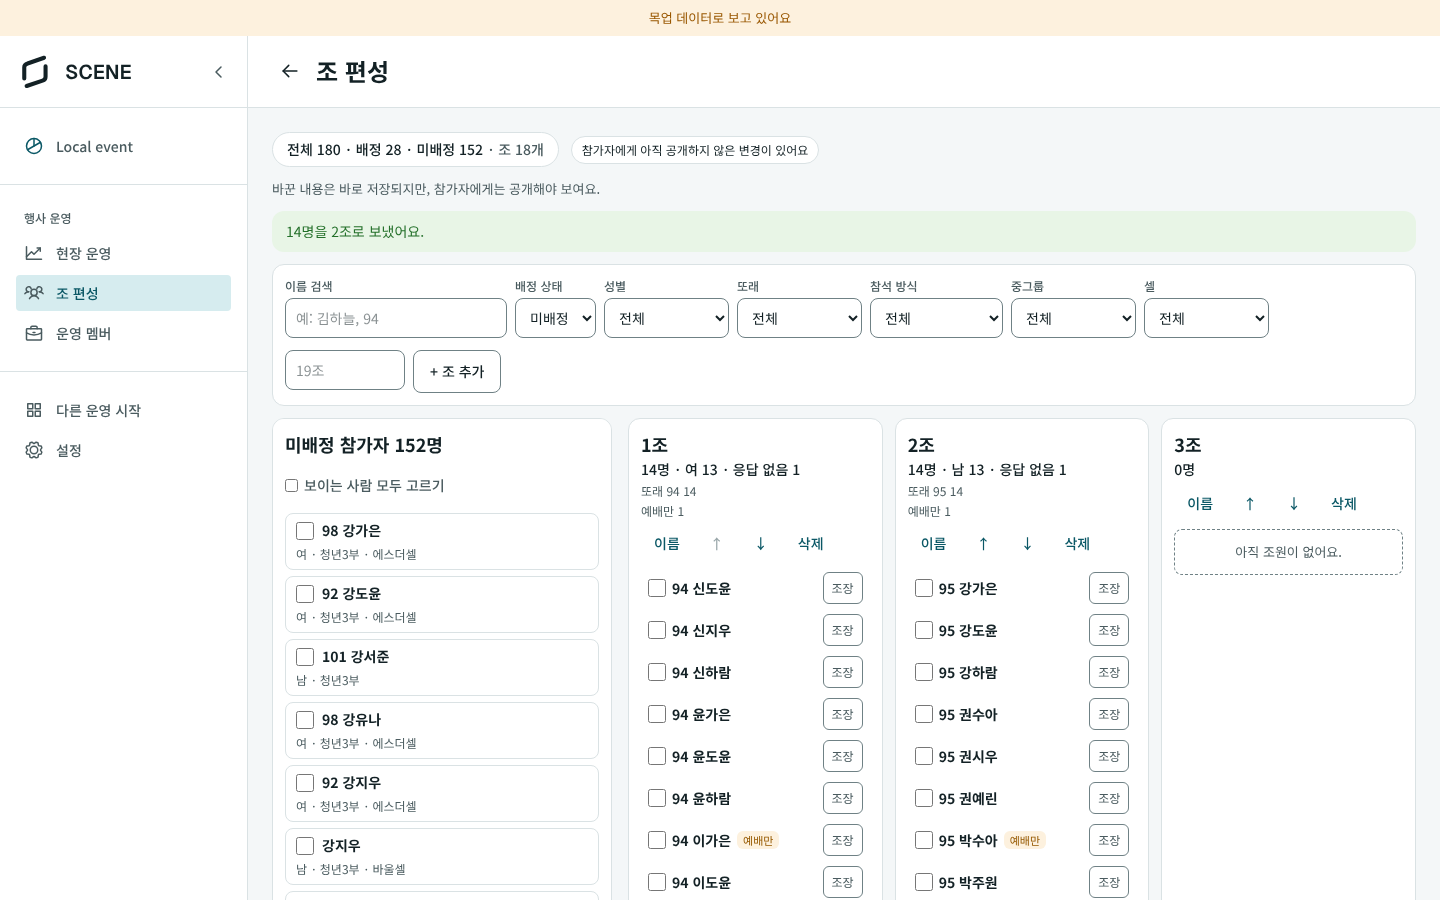 목업 데이터로 보고 있어요
SCENE
조 편성
Local event
행사 운영
현장 운영
조 편성
운영 멤버
다른 운영 시작
설정
전체 180 · 배정 28 · 미배정 152 · 조 18개
참가자에게 아직 공개하지 않은 변경이 있어요
바꾼 내용은 바로 저장되지만, 참가자에게는 공개해야 보여요.
14명을 2조로 보냈어요.
이름 검색
배정 상태
성별
또래
참석 방식
중그룹
셀
예: 김하늘, 94
미배정
전체
전체
전체
전체
전체
19조
+ 조 추가
미배정 참가자 152명
보이는 사람 모두 고르기
98 강가은
여 · 청년3부 · 에스더셀
92 강도윤
여 · 청년3부 · 에스더셀
101 강서준
남 · 청년3부
98 강유나
여 · 청년3부 · 에스더셀
92 강지우
여 · 청년3부 · 에스더셀
강지우
남 · 청년3부 · 바울셀
1조
14명 · 여 13 · 응답 없음 1
또래 94 14
예배만 1
이름 ↑ ↓ 삭제
94 신도윤 조장
94 신지우 조장
94 신하람 조장
94 윤가은 조장
94 윤도윤 조장
94 윤하람 조장
94 이가은 예배만 조장
94 이도윤 조장
2조
14명 · 남 13 · 응답 없음 1
또래 95 14
예배만 1
이름 ↑ ↓ 삭제
95 강가은 조장
95 강도윤 조장
95 강하람 조장
95 권수아 조장
95 권시우 조장
95 권예린 조장
95 박수아 예배만 조장
95 박주원 조장
3조
0명
이름 ↑ ↓ 삭제
아직 조원이 없어요.